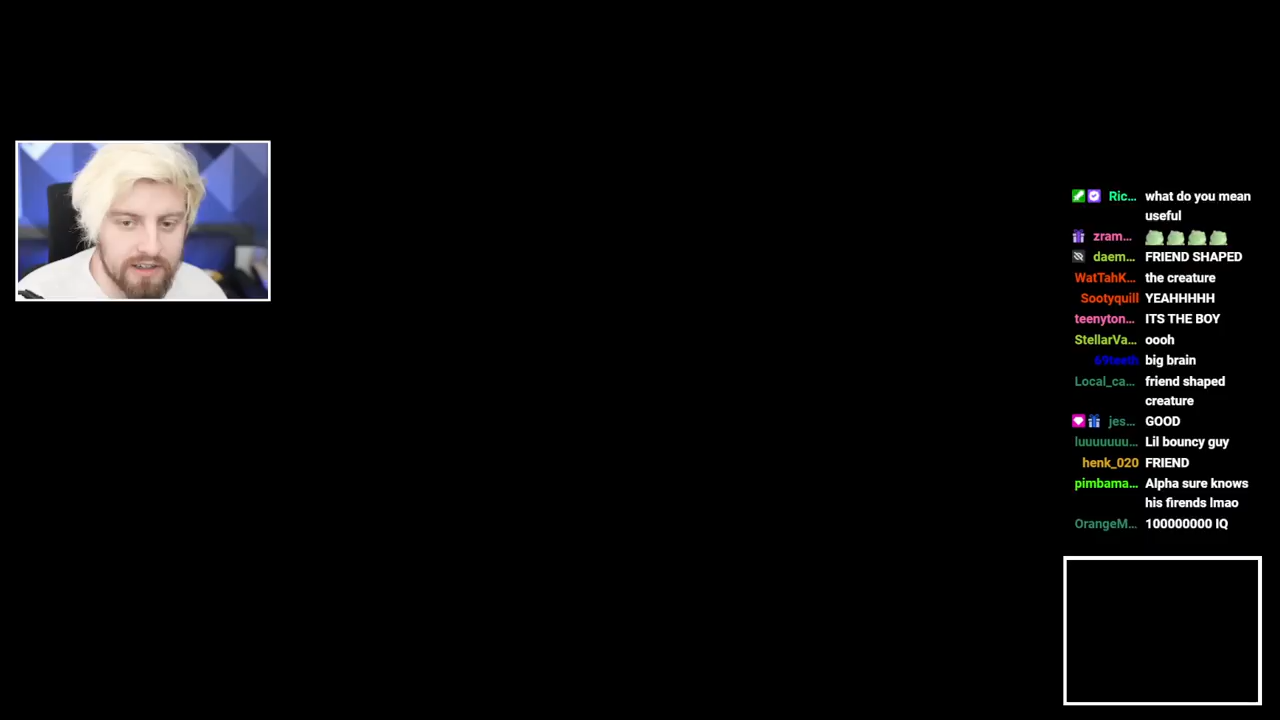 Ric... what do you mean
useful
zram...
daem... FRIEND SHAPED
WatTahK... the creature
Sootyquill YEAHHHHH
teenyton... ITS THE BOY
StellarVa... oooh
69teeth big brain
Local_ca... friend shaped
creature
jes... GOOD
luuuuuuu... Lil bouncy guy
henk_020 FRIEND
pimbama... Alpha sure knows
his firends lmao
OrangeM... 100000000 IQ